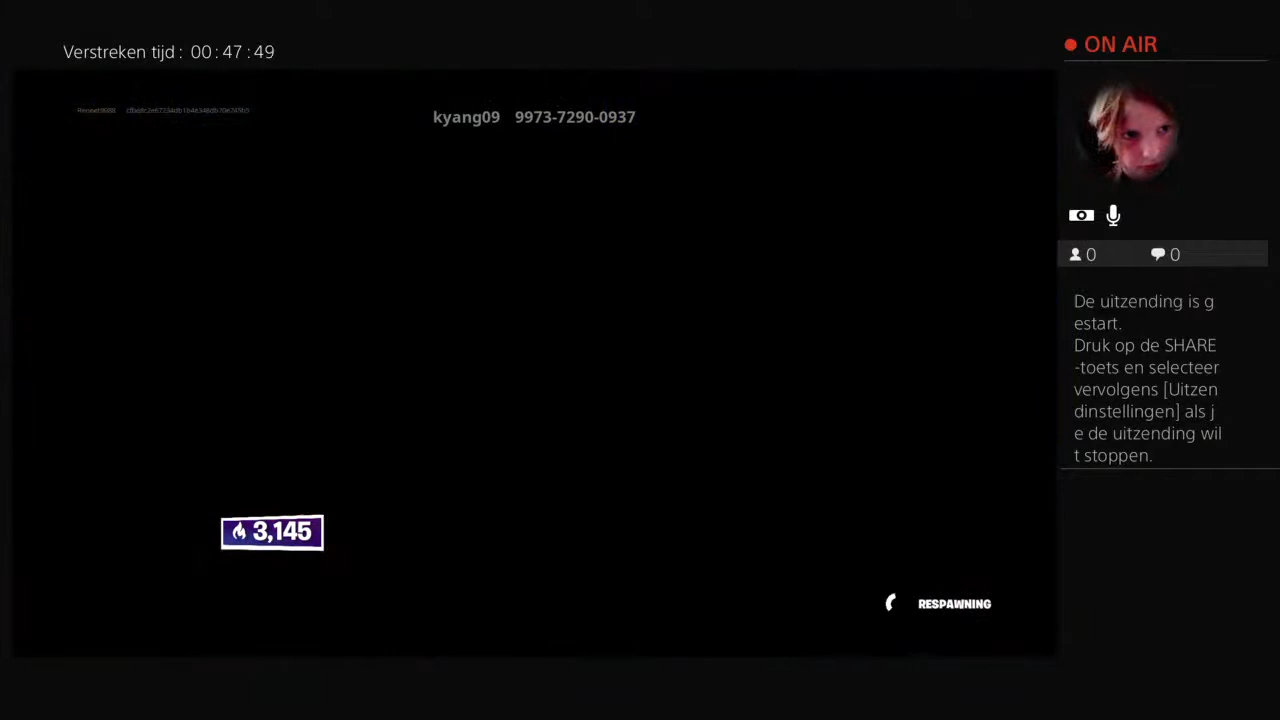 Verstreken tijd: 00:47:49
ON AIR
kyang09 9973-7290-0937
0 0
De uitzending is g
estart.
Druk op de SHARE
-toets en selecteer
vervolgens [Uitzen
dinstellingen] als j
e de uitzending wil
t stoppen.
3,145
RESPAWNING